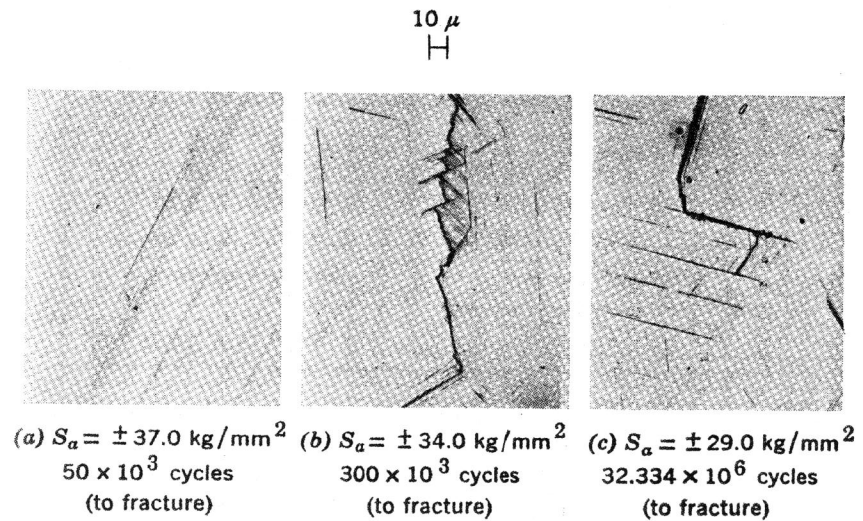 10 μ
(a) Sₐ = ± 37.0 kg/mm²
50 × 10³ cycles
(to fracture)
(b) Sₐ = ± 34.0 kg/mm²
300 × 10³ cycles
(to fracture)
(c) Sₐ = ± 29.0 kg/mm²
32.334 × 10⁶ cycles
(to fracture)